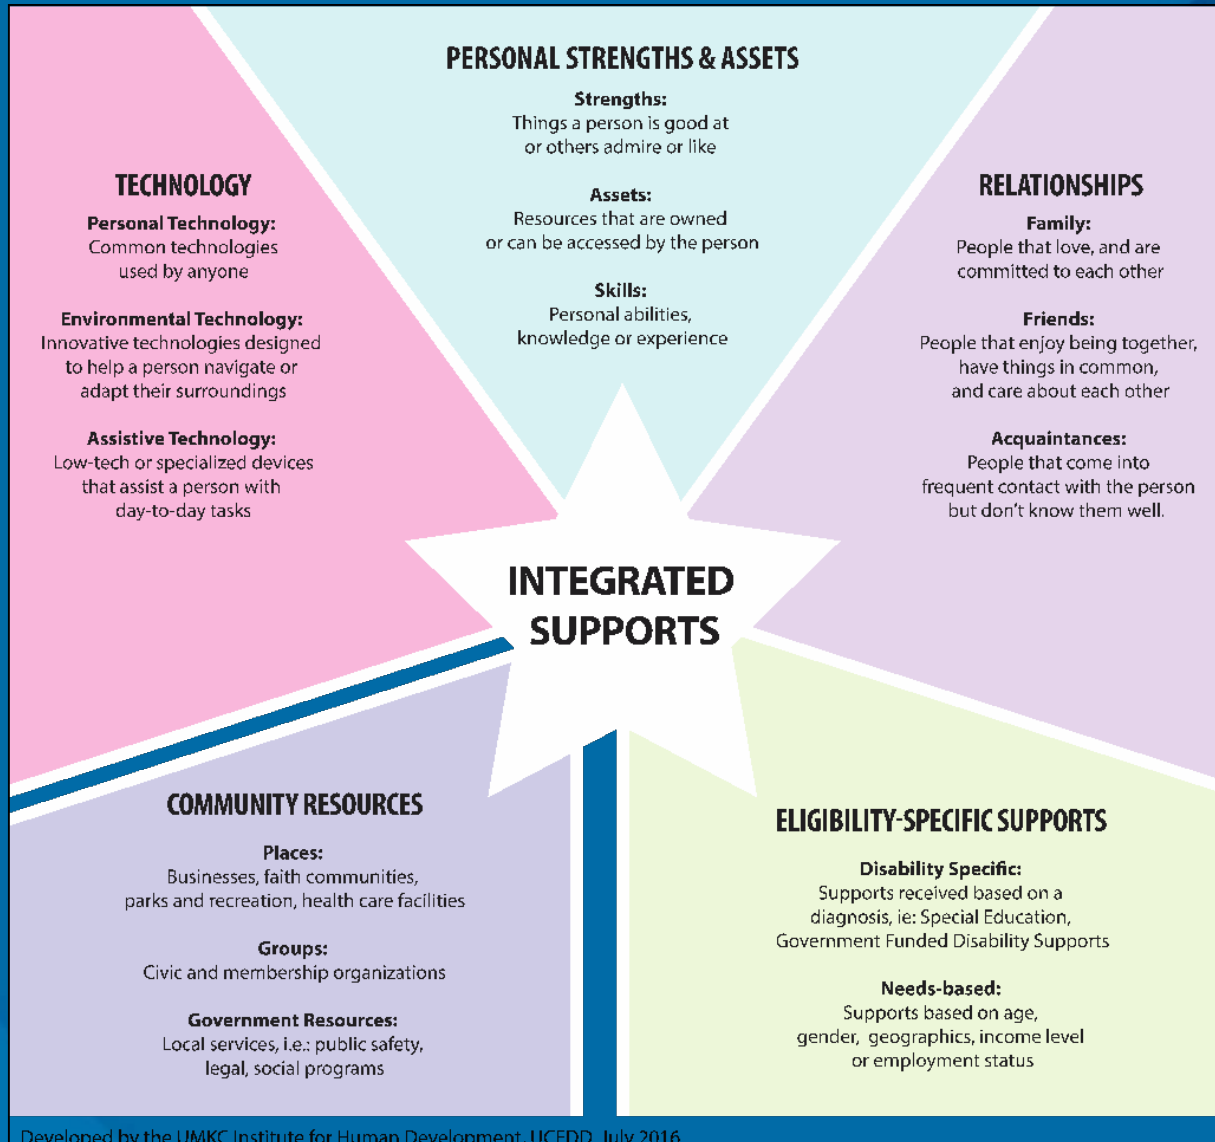 PERSONAL STRENGTHS & ASSETS
Strengths:
Things a person is good at
or others admire or like
Assets:
Resources that are owned
or can be accessed by the person
Skills:
Personal abilities,
knowledge or experience
TECHNOLOGY
Personal Technology:
Common technologies
used by anyone
Environmental Technology:
Innovative technologies designed
to help a person navigate or
adapt their surroundings
Assistive Technology:
Low-tech or specialized devices
that assist a person with
day-to-day tasks
RELATIONSHIPS
Family:
People that love, and are
committed to each other
Friends:
People that enjoy being together,
have things in common,
and care about each other
Acquaintances:
People that come into
frequent contact with the person
but don't know them well.
INTEGRATED
SUPPORTS
COMMUNITY RESOURCES
Places:
Businesses, faith communities,
parks and recreation, health care facilities
Groups:
Civic and membership organizations
Government Resources:
Local services, i.e.: public safety,
legal, social programs
ELIGIBILITY-SPECIFIC SUPPORTS
Disability Specific:
Supports received based on a
diagnosis, ie: Special Education,
Government Funded Disability Supports
Needs-based:
Supports based on age,
gender, geographics, income level
or employment status
Developed by the UMKC Institute for Human Development, UCEDD, July 2016